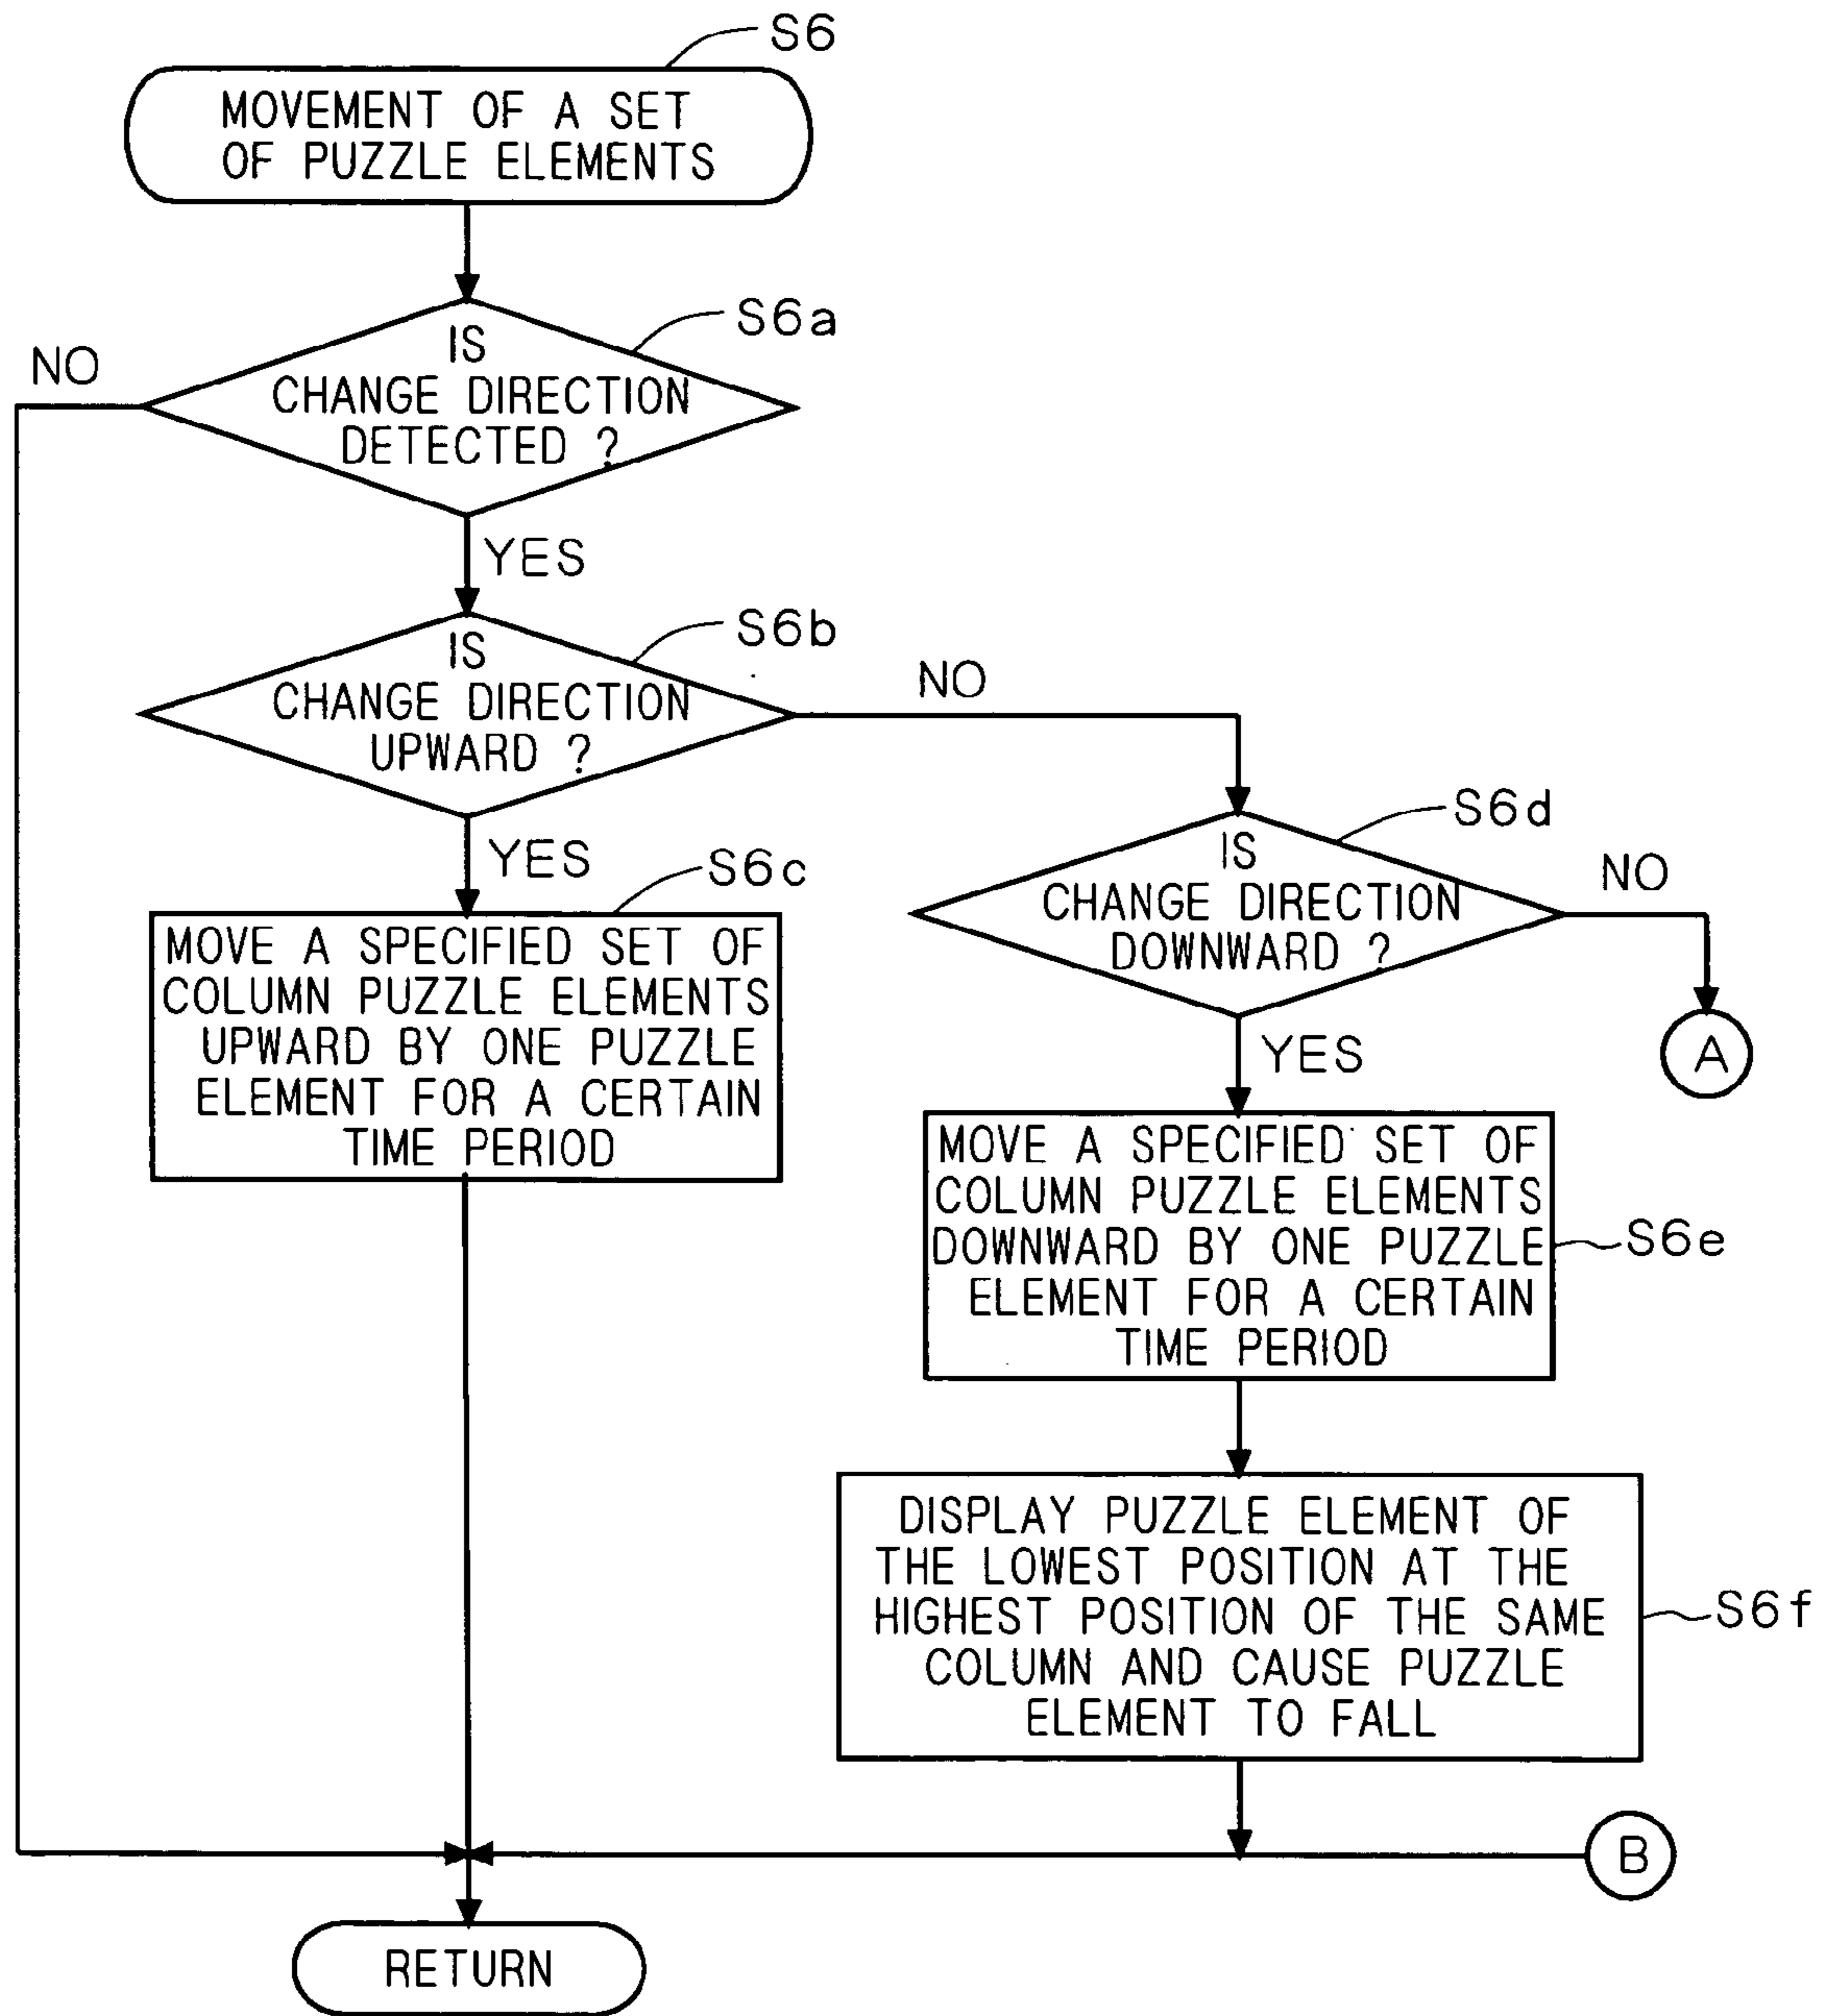 S6
MOVEMENT OF A SET
OF PUZZLE ELEMENTS
S6a
NO
IS
CHANGE DIRECTION
DETECTED ?
YES
S6b
IS
CHANGE DIRECTION
UPWARD ?
NO
YES
S6c
MOVE A SPECIFIED SET OF
COLUMN PUZZLE ELEMENTS
UPWARD BY ONE PUZZLE
ELEMENT FOR A CERTAIN
TIME PERIOD
S6d
IS
CHANGE DIRECTION
DOWNWARD ?
NO
A
YES
MOVE A SPECIFIED SET OF
COLUMN PUZZLE ELEMENTS
DOWNWARD BY ONE PUZZLE
ELEMENT FOR A CERTAIN
TIME PERIOD
S6e
DISPLAY PUZZLE ELEMENT OF
THE LOWEST POSITION AT THE
HIGHEST POSITION OF THE SAME
COLUMN AND CAUSE PUZZLE
ELEMENT TO FALL
S6f
B
RETURN